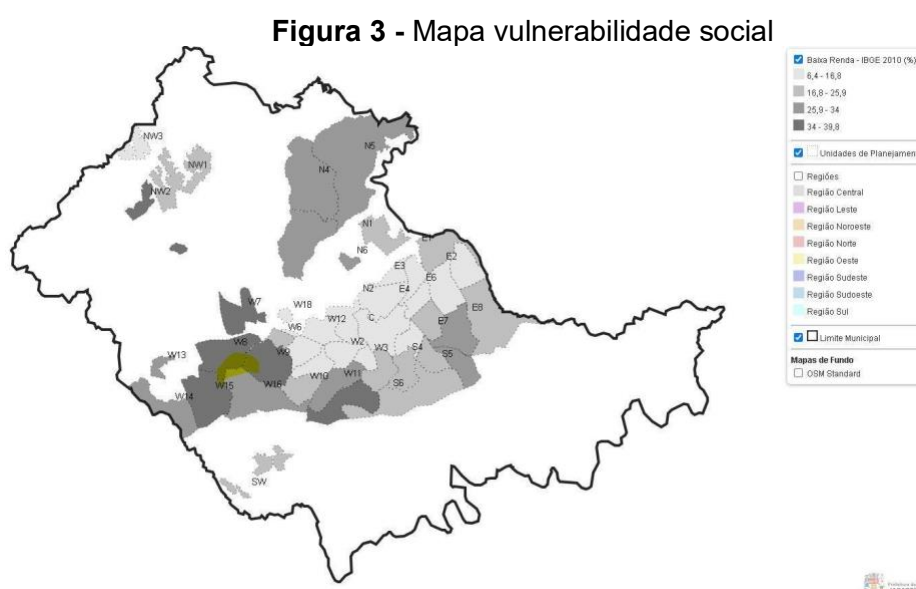 Figura 3 - Mapa vulnerabilidade social
Baixa Renda - IBGE 2010 (%)
6,4 - 16,8
16,8 - 25,9
25,9 - 34
34 - 39,8
Unidades de Planejamen
Regiões
Região Central
Região Leste
Região Noroeste
Região Norte
Região Oeste
Região Sudeste
Região Sudoeste
Região Sul
Limite Municipal
Mapas de Fundo
OSM Standard
NW3
NW1
NW2
N5
N4
N1
N6
E1
E2
E3
E6
N2
E4
W7
W18
E8
W6
W12
C
E7
W8
W9
W2
W3
S4
S5
W13
W15
W16
W10
W11
S6
W14
SW